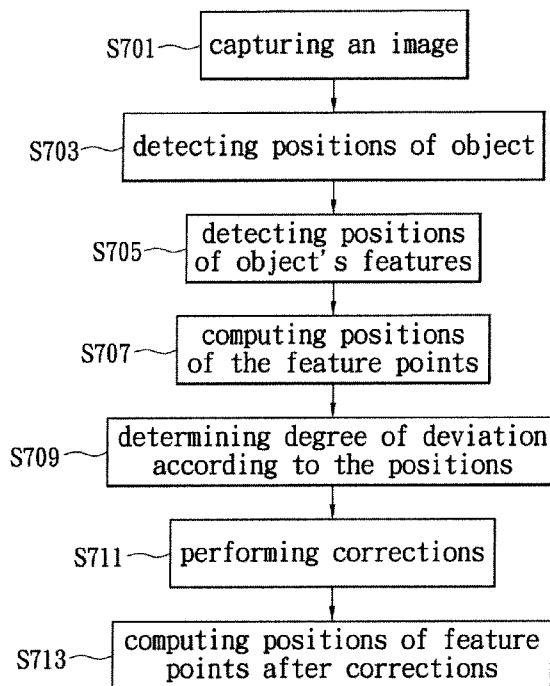 S701 capturing an image
S703 detecting positions of object
S705 detecting positions
of object's features
S707 computing positions
of the feature points
S709 determining degree of deviation
according to the positions
S711 performing corrections
S713 computing positions of feature
points after corrections